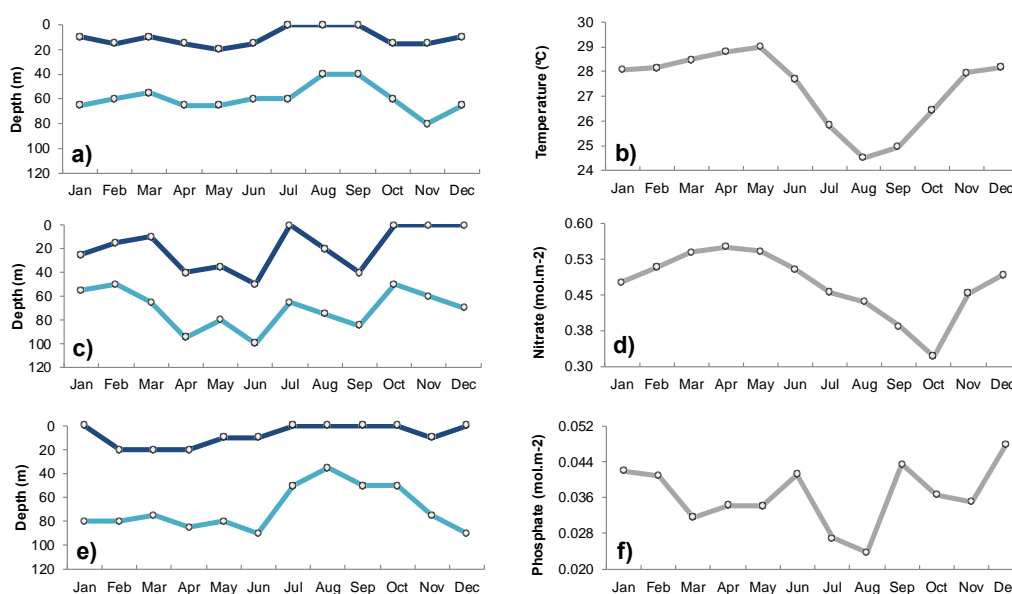 0
20
40
60
80
100
120
Depth (m)
a)
Jan Feb Mar Apr May Jun Jul Aug Sep Oct Nov Dec
30
29
28
26
25
24
Temperature (ºC)
b)
Jan Feb Mar Apr May Jun Jul Aug Sep Oct Nov Dec
0
20
40
60
80
100
120
Depth (m)
c)
Jan Feb Mar Apr May Jun Jul Aug Sep Oct Nov Dec
0.60
0.53
0.45
0.38
0.30
Nitrate (mol.m-2)
d)
Jan Feb Mar Apr May Jun Jul Aug Sep Oct Nov Dec
0
20
40
60
80
100
120
Depth (m)
e)
Jan Feb Mar Apr May Jun Jul Aug Sep Oct Nov Dec
0.052
0.044
0.036
0.028
0.020
Phosphate (mol.m-2)
f)
Jan Feb Mar Apr May Jun Jul Aug Sep Oct Nov Dec